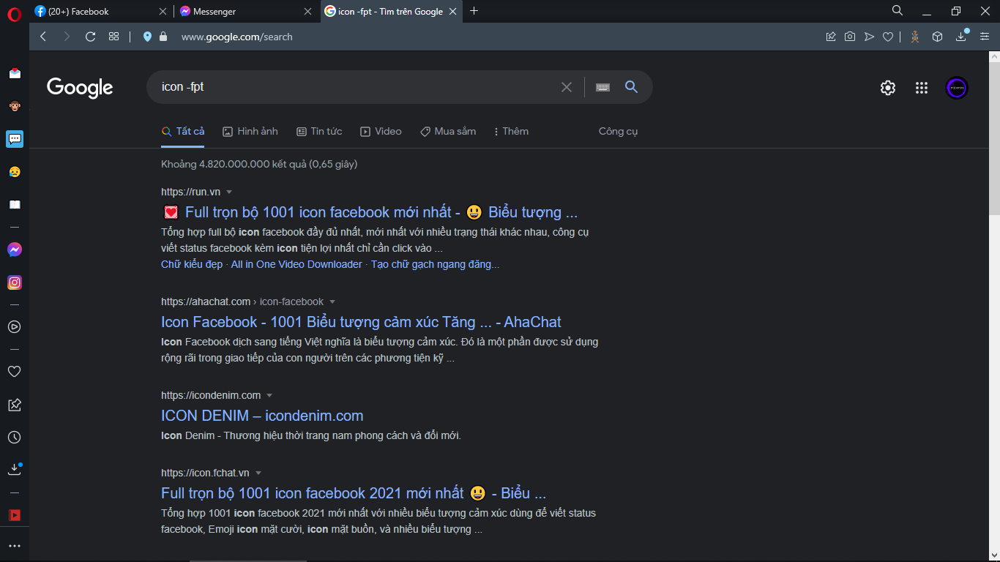 (20+) Facebook
Messenger
icon -fpt - Tìm trên Google
www.google.com/search
Google
icon -fpt
Tất cả
Hình ảnh
Tin tức
Video
Mua sắm
Thêm
Công cụ
Khoảng 4.820.000.000 kết quả (0,65 giây)
https://run.vn
💟 Full trọn bộ 1001 icon facebook mới nhất - 😃 Biểu tượng ...
Tổng hợp full bộ icon facebook đầy đủ nhất, mới nhất với nhiều trạng thái khác nhau, công cụ
viết status facebook kèm icon tiện lợi nhất chỉ cần click vào ...
Chữ kiểu đẹp · All in One Video Downloader · Tạo chữ gạch ngang đăng...
https://ahachat.com › icon-facebook
Icon Facebook - 1001 Biểu tượng cảm xúc Tăng ... - AhaChat
Icon Facebook dịch sang tiếng Việt nghĩa là biểu tượng cảm xúc. Đó là một phần được sử dụng
rộng rãi trong giao tiếp của con người trên các phương tiện kỹ ...
https://icondenim.com
ICON DENIM – icondenim.com
Icon Denim - Thương hiệu thời trang nam phong cách và đổi mới.
https://icon.fchat.vn
Full trọn bộ 1001 icon facebook 2021 mới nhất 😃 - Biểu ...
Tổng hợp 1001 icon facebook 2021 mới nhất với nhiều biểu tượng cảm xúc dùng để viết status
facebook, Emoji icon mặt cười, icon mặt buồn, và nhiều biểu tượng ...